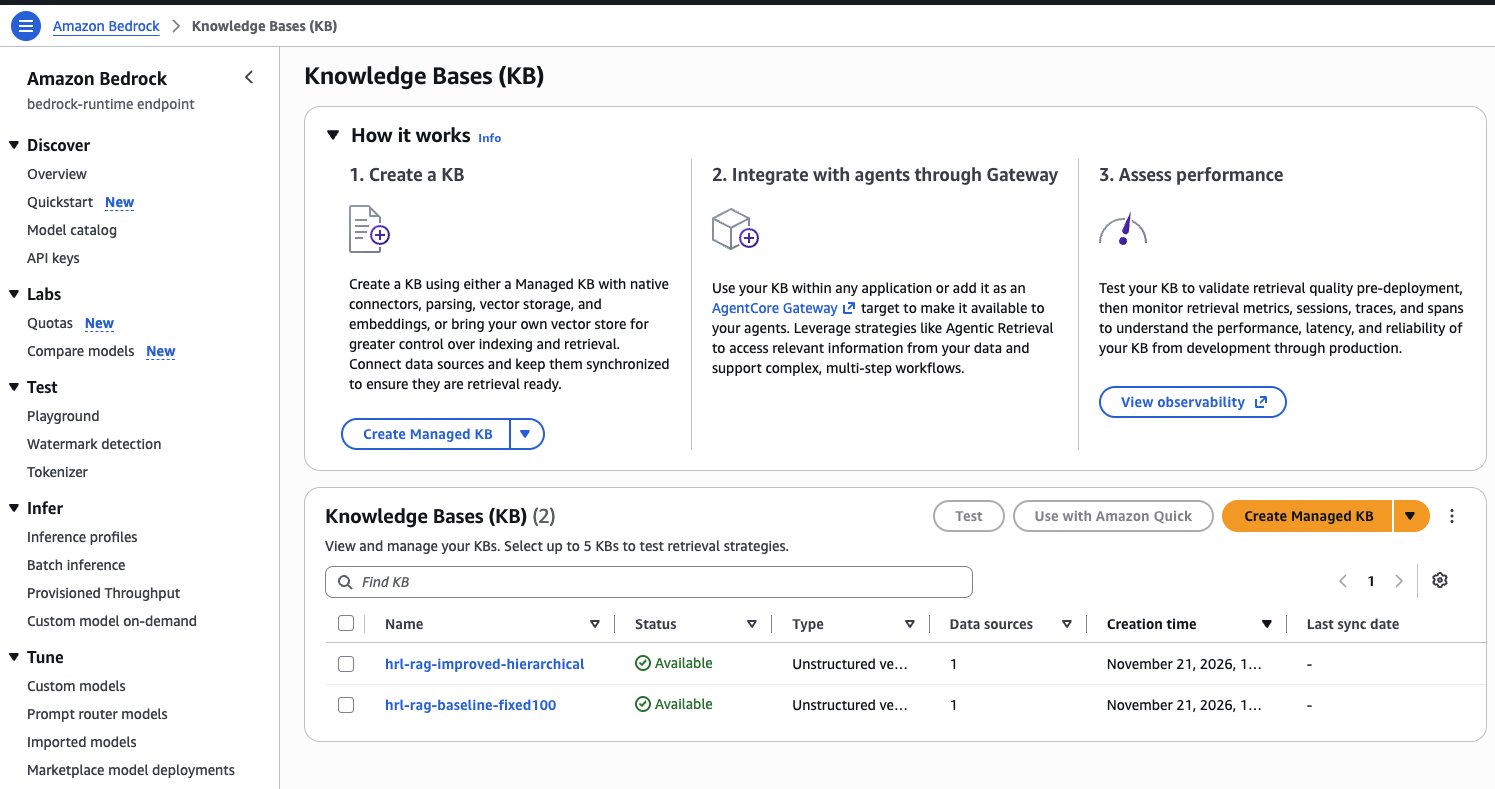 Amazon Bedrock > Knowledge Bases (KB)
Amazon Bedrock
bedrock-runtime endpoint
Discover
Overview
Quickstart New
Model catalog
API keys
Labs
Quotas New
Compare models New
Test
Playground
Watermark detection
Tokenizer
Infer
Inference profiles
Batch inference
Provisioned Throughput
Custom model on-demand
Tune
Custom models
Prompt router models
Imported models
Marketplace model deployments
Knowledge Bases (KB)
How it works Info
1. Create a KB
Create a KB using either a Managed KB with native
connectors, parsing, vector storage, and
embeddings, or bring your own vector store for
greater control over indexing and retrieval.
Connect data sources and keep them synchronized
to ensure they are retrieval ready.
Create Managed KB
2. Integrate with agents through Gateway
Use your KB within any application or add it as an
AgentCore Gateway target to make it available to
your agents. Leverage strategies like Agentic Retrieval
to access relevant information from your data and
support complex, multi-step workflows.
3. Assess performance
Test your KB to validate retrieval quality pre-deployment,
then monitor retrieval metrics, sessions, traces, and spans
to understand the performance, latency, and reliability of
your KB from development through production.
View observability
Knowledge Bases (KB) (2)
View and manage your KBs. Select up to 5 KBs to test retrieval strategies.
Test
Use with Amazon Quick
Create Managed KB
Find KB
1
Name Status Type Data sources Creation time Last sync date
hrl-rag-improved-hierarchical Available Unstructured ve... 1 November 21, 2026, 1... -
hrl-rag-baseline-fixed100 Available Unstructured ve... 1 November 21, 2026, 1... -